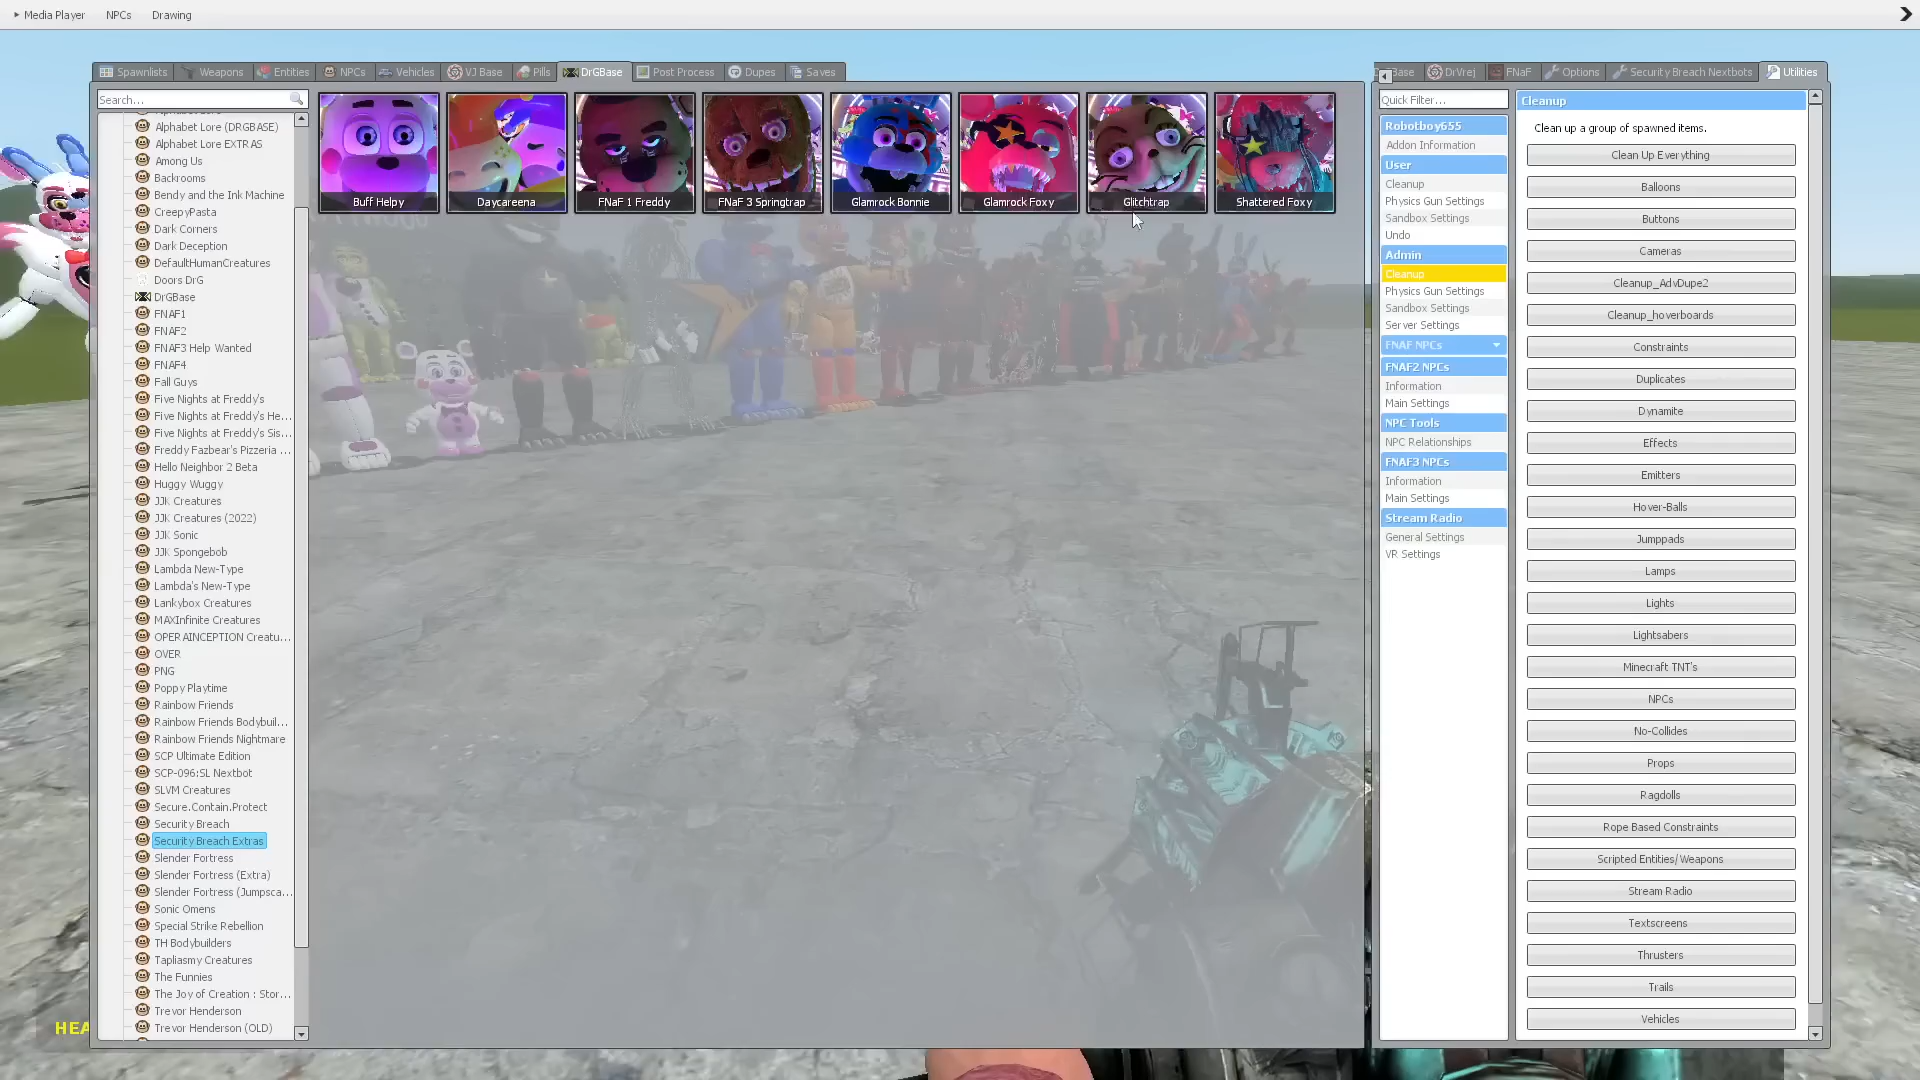 Media Player
NPCs
Drawing
Spawnlists
Weapons
Entities
NPCs
Vehicles
VJ Base
Pills
DrGBase
Post Process
Dupes
Saves
Search...
Alphabet Lore (DRGBASE)
Alphabet Lore EXTRAS
Among Us
Backrooms
Bendy and the Ink Machine
CreepyPasta
Dark Corners
Dark Deception
DefaultHumanCreatures
Doors DrG
DrGBase
FNAF1
FNAF2
FNAF3 Help Wanted
FNAF4
Fall Guys
Five Nights at Freddy's
Five Nights at Freddy's He...
Five Nights at Freddy's Sis...
Freddy Fazbear's Pizzeria ...
Hello Neighbor 2 Beta
Huggy Wuggy
JJK Creatures
JJK Creatures (2022)
JJK Sonic
JJK Spongebob
Lambda New-Type
Lambda's New-Type
Lankybox Creatures
MAXInfinite Creatures
OPERAINCEPTION Creatu...
OVER
PNG
Poppy Playtime
Rainbow Friends
Rainbow Friends Bodybuil...
Rainbow Friends Nightmare
SCP Ultimate Edition
SCP-096:SL Nextbot
SLVM Creatures
Secure.Contain.Protect
Security Breach
Security Breach Extras
Slender Fortress
Slender Fortress (Extra)
Slender Fortress (Jumpsca...
Sonic Omens
Special Strike Rebellion
TH Bodybuilders
Tapliasmy Creatures
The Funnies
The Joy of Creation : Stor...
Trevor Henderson
Trevor Henderson (OLD)
HEA
Buff Helpy
Daycareena
FNaF 1 Freddy
FNaF 3 Springtrap
Glamrock Bonnie
Glamrock Foxy
Glitchtrap
Shattered Foxy
Base
DrVrej
FNaF
Options
Security Breach Nextbots
Utilities
Quick Filter...
Robotboy655
Addon Information
User
Cleanup
Physics Gun Settings
Sandbox Settings
Undo
Admin
Cleanup
Physics Gun Settings
Sandbox Settings
Server Settings
FNAF NPCs
FNAF2 NPCs
Information
Main Settings
NPC Tools
NPC Relationships
FNAF3 NPCs
Information
Main Settings
Stream Radio
General Settings
VR Settings
Cleanup
Clean up a group of spawned items.
Clean Up Everything
Balloons
Buttons
Cameras
Cleanup_AdvDupe2
Cleanup_hoverboards
Constraints
Duplicates
Dynamite
Effects
Emitters
Hover-Balls
Jumppads
Lamps
Lights
Lightsabers
Minecraft TNT's
NPCs
No-Collides
Props
Ragdolls
Rope Based Constraints
Scripted Entities/Weapons
Stream Radio
Textscreens
Thrusters
Trails
Vehicles